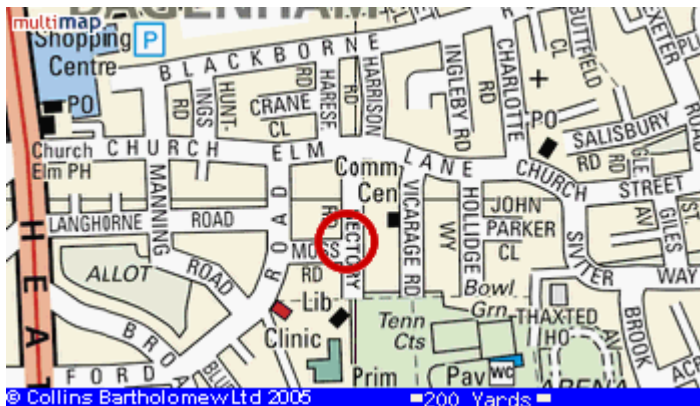 DAGENHAM
multimap
Shopping
Centre
P
BLACKBORNE
PO
RD
HUNT-
INGS
CRANE
CL
HARESF
RD
HARRISON
INGLEBY RD
CHARLOTTE
CL
BUTTFIELD
EXETER
PO
SALISBURY
RD
Church
Elm PH
CHURCH ELM LANE
CHURCH STREET
Comm
Cen
MANNING
ROAD
LANGHORNE ROAD
ROAD
RD
MOSS
RD
RECTORY
VICARAGE RD
HOLLIDGE
WY
JOHN
PARKER
CL
SIVITER WAY
GLE
AV
GILES
ST.
HEAT
ALLOT
BRO
FORD
Lib
Clinic
Prim
Tenn
Cts
Bowl
Grn
THAXTED
HO
Pav
WC
ARENA
AV
BROOK
ACRE
© Collins Bartholomew Ltd 2005
200 Yards